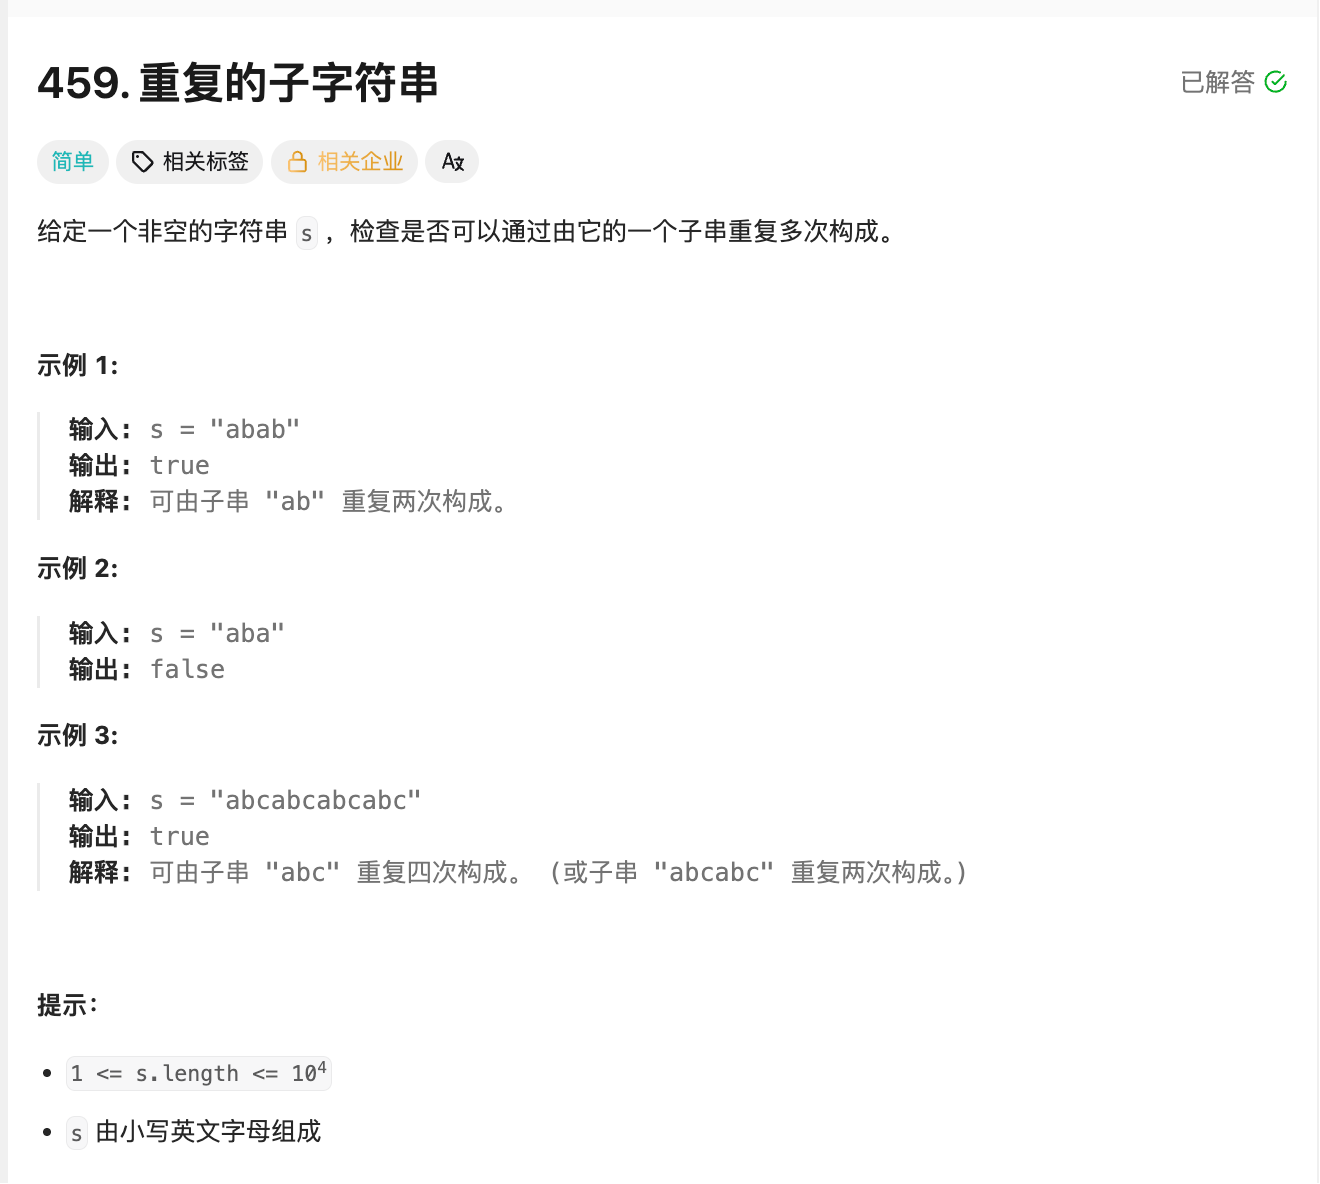 459. 重复的子字符串
已解答
简单 相关标签 相关企业
给定一个非空的字符串 s ，检查是否可以通过由它的一个子串重复多次构成。
示例 1:
输入: s = "abab"
输出: true
解释: 可由子串 "ab" 重复两次构成。
示例 2:
输入: s = "aba"
输出: false
示例 3:
输入: s = "abcabcabcabc"
输出: true
解释: 可由子串 "abc" 重复四次构成。 (或子串 "abcabc" 重复两次构成。)
提示：
• 1 <= s.length <= 10⁴
• s 由小写英文字母组成